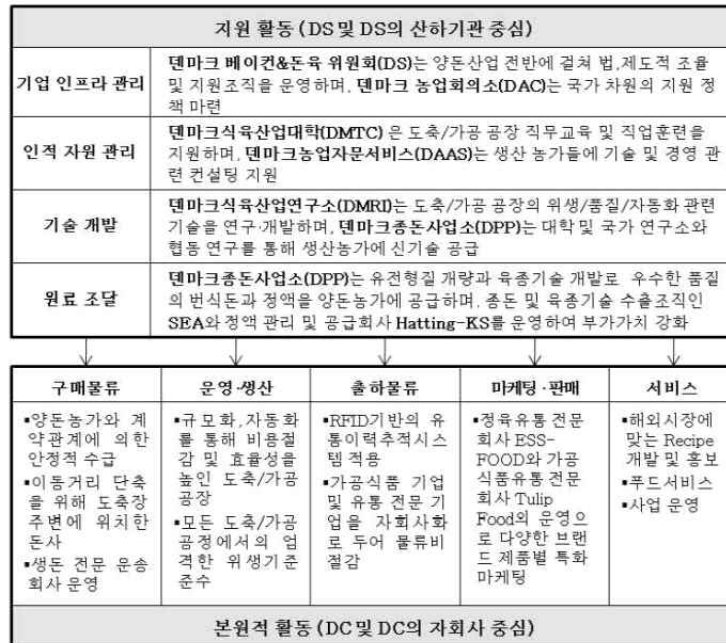 지원 활동 (DS 및 DS의 산하기관 중심)
기업 인프라 관리
덴마크 베이컨&돈육 위원회(DS)는 양돈산업 전반에 걸쳐 법,제도적 조율
및 지원조직을 운영하며, 덴마크 농업회의소(DAC)는 국가 차원의 지원 정
책 마련
인적 자원 관리
덴마크식육산업대학(DMTC) 은 도축/가공 공장 직무교육 및 직업훈련을
지원하며, 덴마크농업자문서비스(DAAS)는 생산 농가들에 기술 및 경영 관
련 컨설팅 지원
기술 개발
덴마크식육산업연구소(DMRI)는 도축/가공 공장의 위생/품질/자동화 관련
기술을 연구·개발하며, 덴마크종돈사업소(DPP)는 대학 및 국가 연구소와
협동 연구를 통해 생산농가에 신기술 공급
원료 조달
덴마크종돈사업소(DPP)는 유전형질 개량과 육종기술 개발로 우수한 품질
의 번식돈과 정액을 양돈농가에 공급하며, 종돈 및 육종기술 수출조직인
SEA와 정액 관리 및 공급회사 Hatting-KS를 운영하여 부가가치 강화
구매물류
▪양돈농가와 계
약관계에 의한
안정적 수급
▪이동거리 단축
을 위해 도축장
주변에 위치한
돈사
▪생돈 전문 운송
회사 운영
운영·생산
▪규모화,자동화
를 통해 비용절
감 및 효율성을
높인 도축/가공
공장
▪모든 도축/가공
공정에서의 엄
격한 위생기준
준수
출하물류
▪RFID기반의 유
통이력추적시스
템 적용
▪가공식품 기업
및 유통 전문 기
업을 자회사화
로 두어 물류비
절감
마케팅·판매
▪정육유통 전문
회사 ESS-
FOOD와 가공
식품유통 전문
회사 Tulip
Food외 운영으
로 다양한 브랜
드 제품별 특화
마케팅
서비스
▪해외시장에
맞는 Recipe
개발 및 홍보
▪푸드서비스
▪사업 운영
본원적 활동 (DC 및 DC의 자회사 중심)